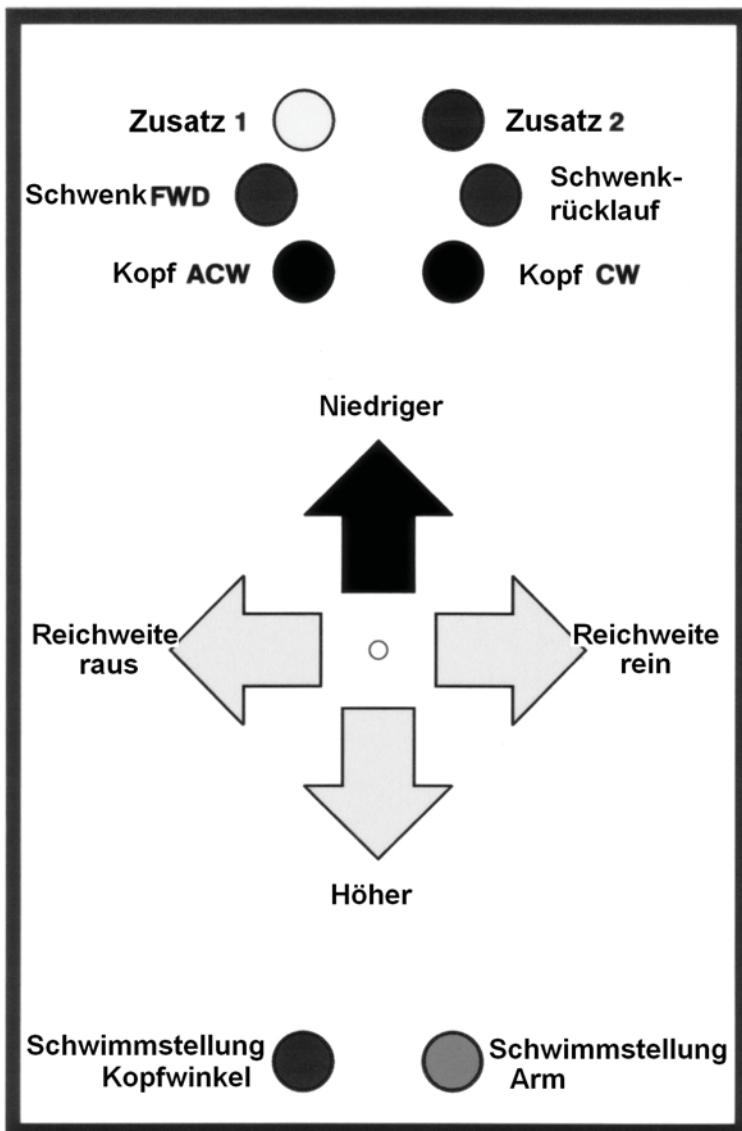 Zusatz 1
Zusatz 2
Schwenk FWD
Schwenk-
rücklauf
Kopf ACW
Kopf CW
Niedriger
Reichweite
raus
Reichweite
rein
Höher
Schwimmstellung
Kopfwinkel
Schwimmstellung
Arm